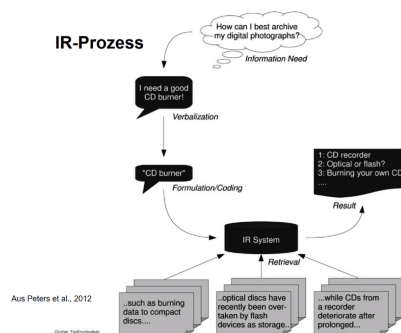 IR-Prozess
How can I best archive
my digital photographs?
Information Need
I need a good
CD burner!
Verbalization
"CD burner"
Formulation/Coding
1: CD recorder
2: Optical or flash?
3: Burning your own CD
....
Result
IR System
Retrieval
Aus Peters et al., 2012
..such as burning
data to compact
discs....
..optical discs have
recently been over-
taken by flash
devices as storage..
...while CDs from
a recorder
deteriorate after
prolonged...